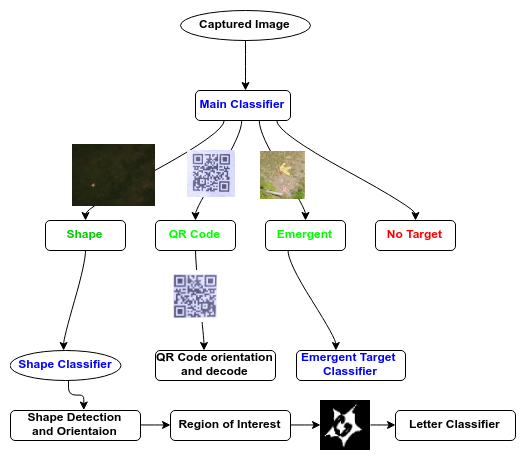 Captured Image
Main Classifier
Shape
QR Code
Emergent
No Target
Shape Classifier
QR Code orientation
and decode
Emergent Target
Classifier
Shape Detection
and Orientaion
Region of Interest
Letter Classifier